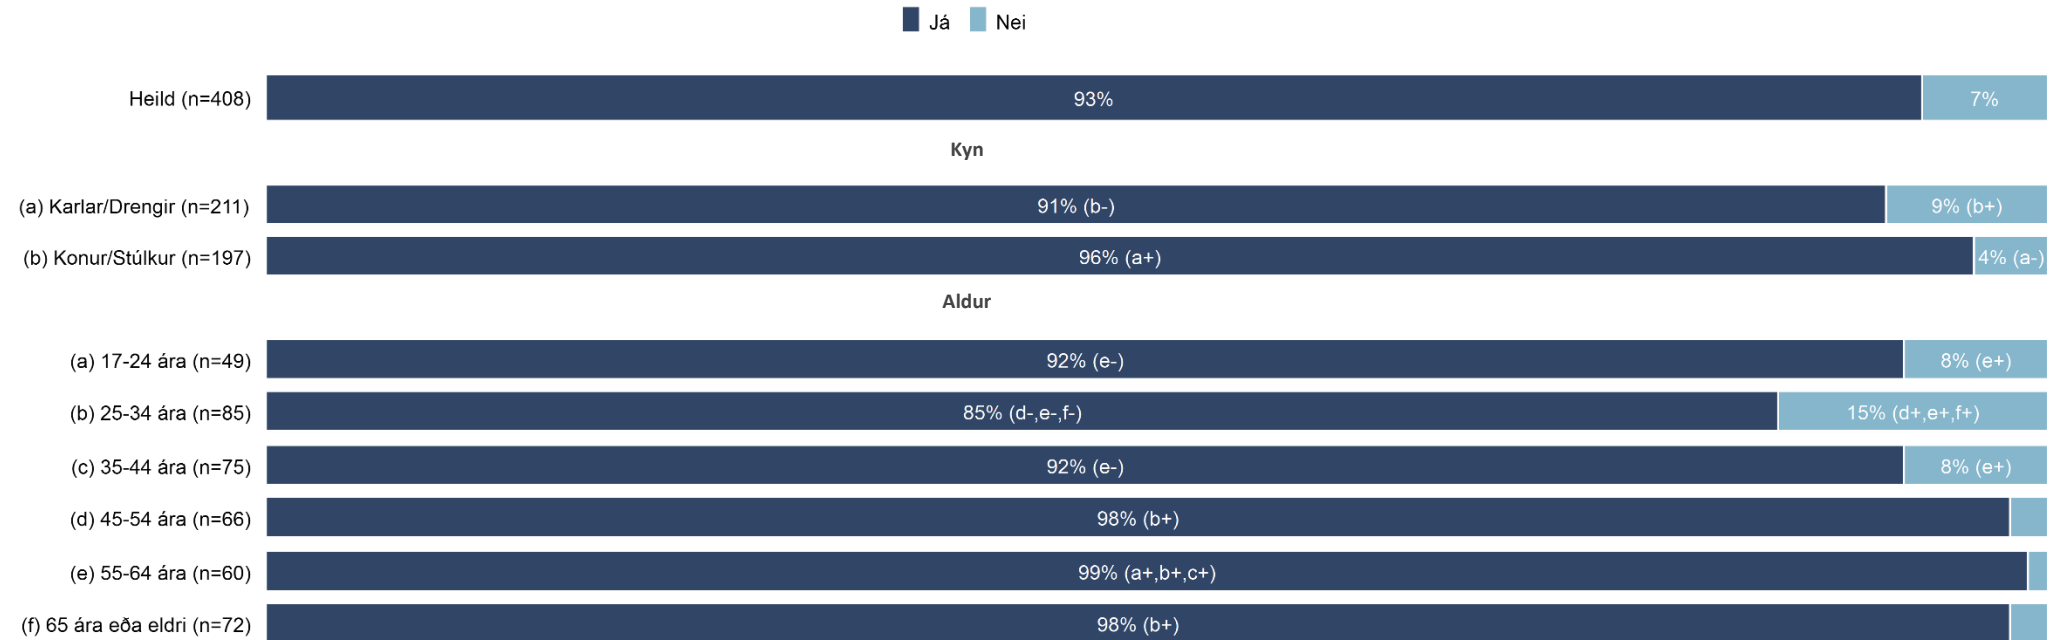 Já Nei
Heild (n=408) 93% 7%
Kyn
(a) Karlar/Drengir (n=211) 91% (b-) 9% (b+)
(b) Konur/Stúlkur (n=197) 96% (a+) 4% (a-)
Aldur
(a) 17-24 ára (n=49) 92% (e-) 8% (e+)
(b) 25-34 ára (n=85) 85% (d-,e-,f-) 15% (d+,e+,f+)
(c) 35-44 ára (n=75) 92% (e-) 8% (e+)
(d) 45-54 ára (n=66) 98% (b+)
(e) 55-64 ára (n=60) 99% (a+,b+,c+)
(f) 65 ára eða eldri (n=72) 98% (b+)